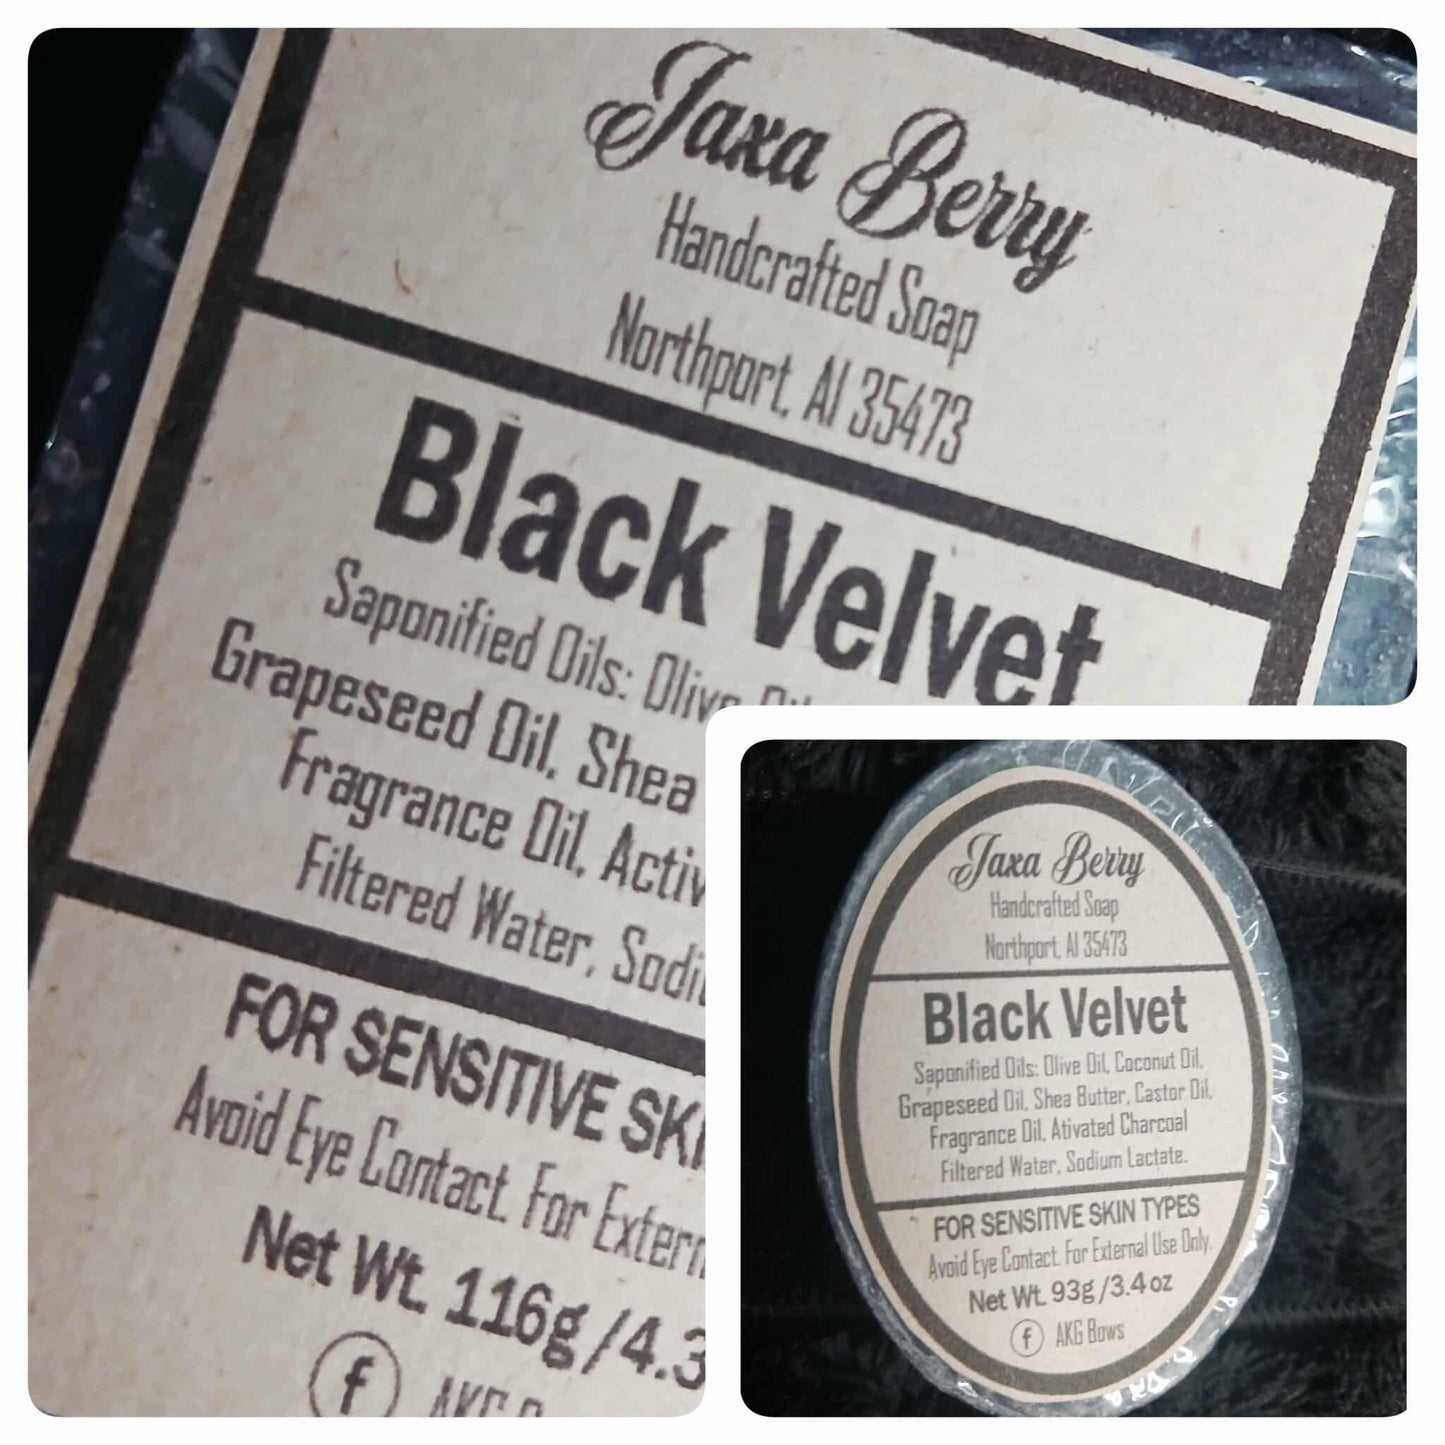 Jaxa Berry
Handcrafted Soap
Northport, Al 35473
Black Velvet
Saponified Oils: Olive Oil
Grapeseed Oil, Shea
Fragrance Oil, Activ
Filtered Water, Sodi
FOR SENSITIVE SK
Avoid Eye Contact. For Extern
Net Wt. 116g/4.3
f AKG B
Jaxa Berry
Handcrafted Soap
Northport, Al 35473
Black Velvet
Saponified Oils: Olive Oil, Coconut Oil,
Grapeseed Oil, Shea Butter, Castor Oil,
Fragrance Oil, Ativated Charcoal
Filtered Water, Sodium Lactate.
FOR SENSITIVE SKIN TYPES
Avoid Eye Contact. For External Use Only.
Net Wt. 93g/3.4oz
f AKG Bows